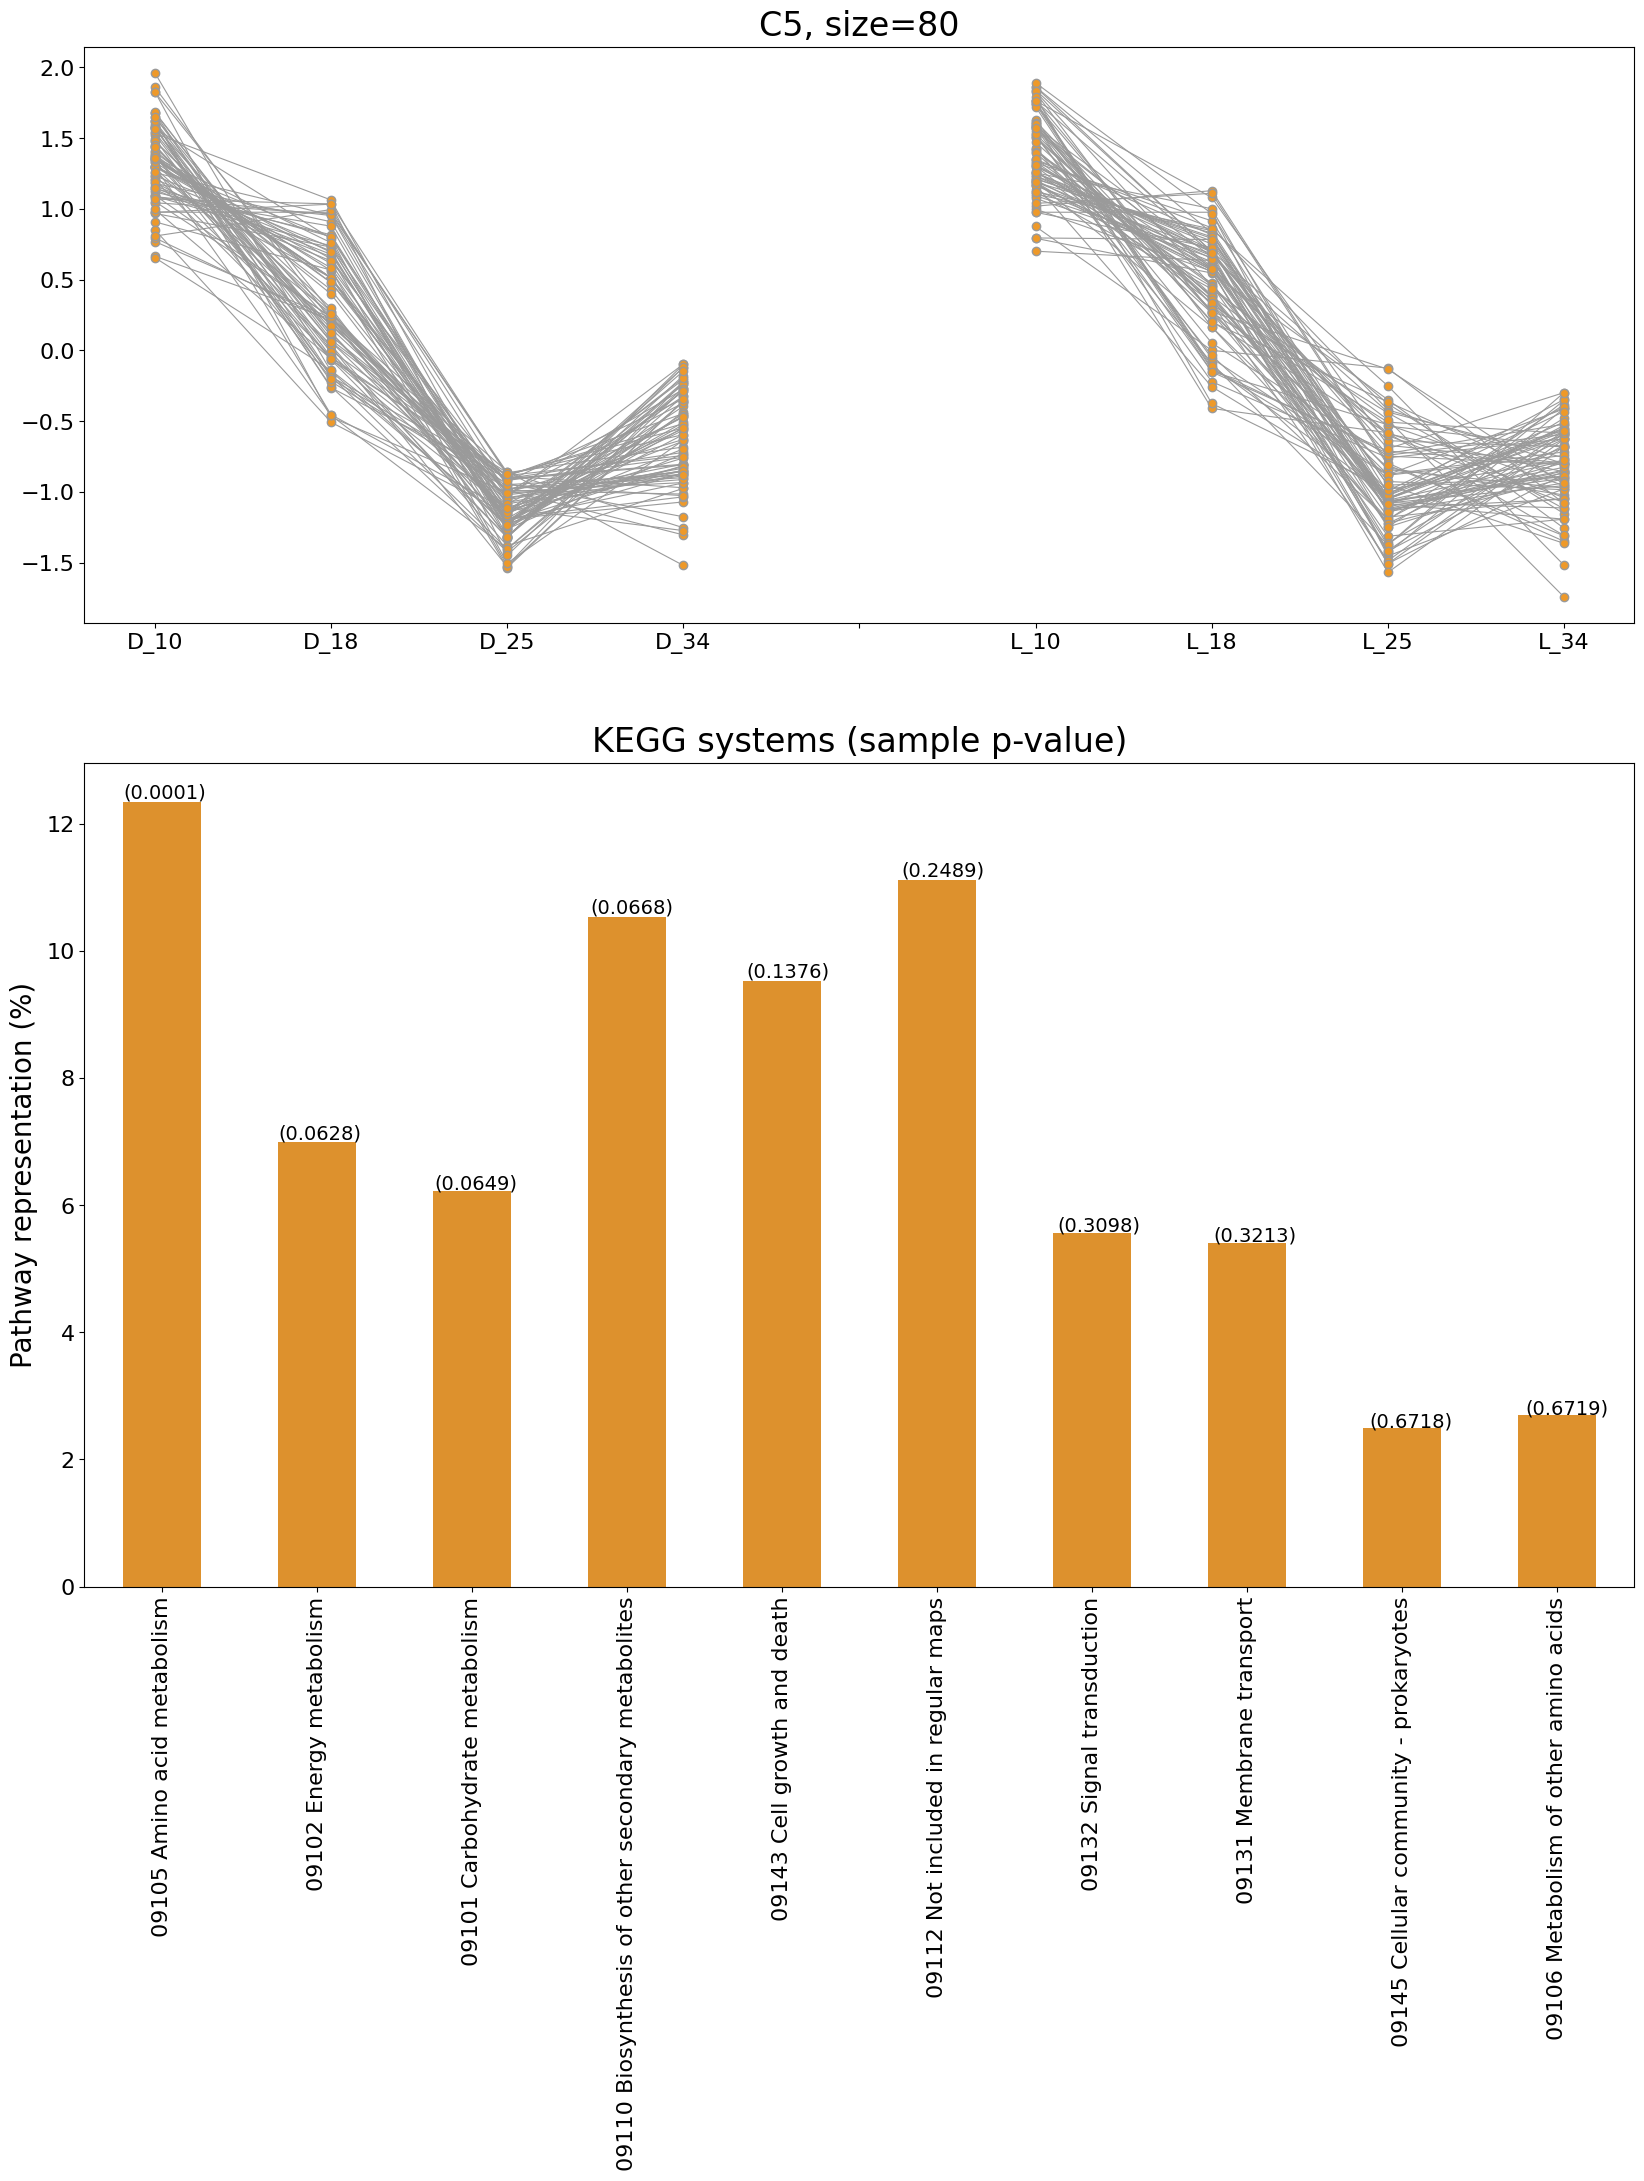 C5, size=80
2.0
1.5
1.0
0.5
0.0
−0.5
−1.0
−1.5
D_10 D_18 D_25 D_34 L_10 L_18 L_25 L_34
KEGG systems (sample p-value)
Pathway representation (%)
12
10
8
6
4
2
0
(0.0001)
(0.0628)
(0.0649)
(0.0668)
(0.1376)
(0.2489)
(0.3098)
(0.3213)
(0.6718)
(0.6719)
09105 Amino acid metabolism
09102 Energy metabolism
09101 Carbohydrate metabolism
09110 Biosynthesis of other secondary metabolites
09143 Cell growth and death
09112 Not included in regular maps
09132 Signal transduction
09131 Membrane transport
09145 Cellular community - prokaryotes
09106 Metabolism of other amino acids